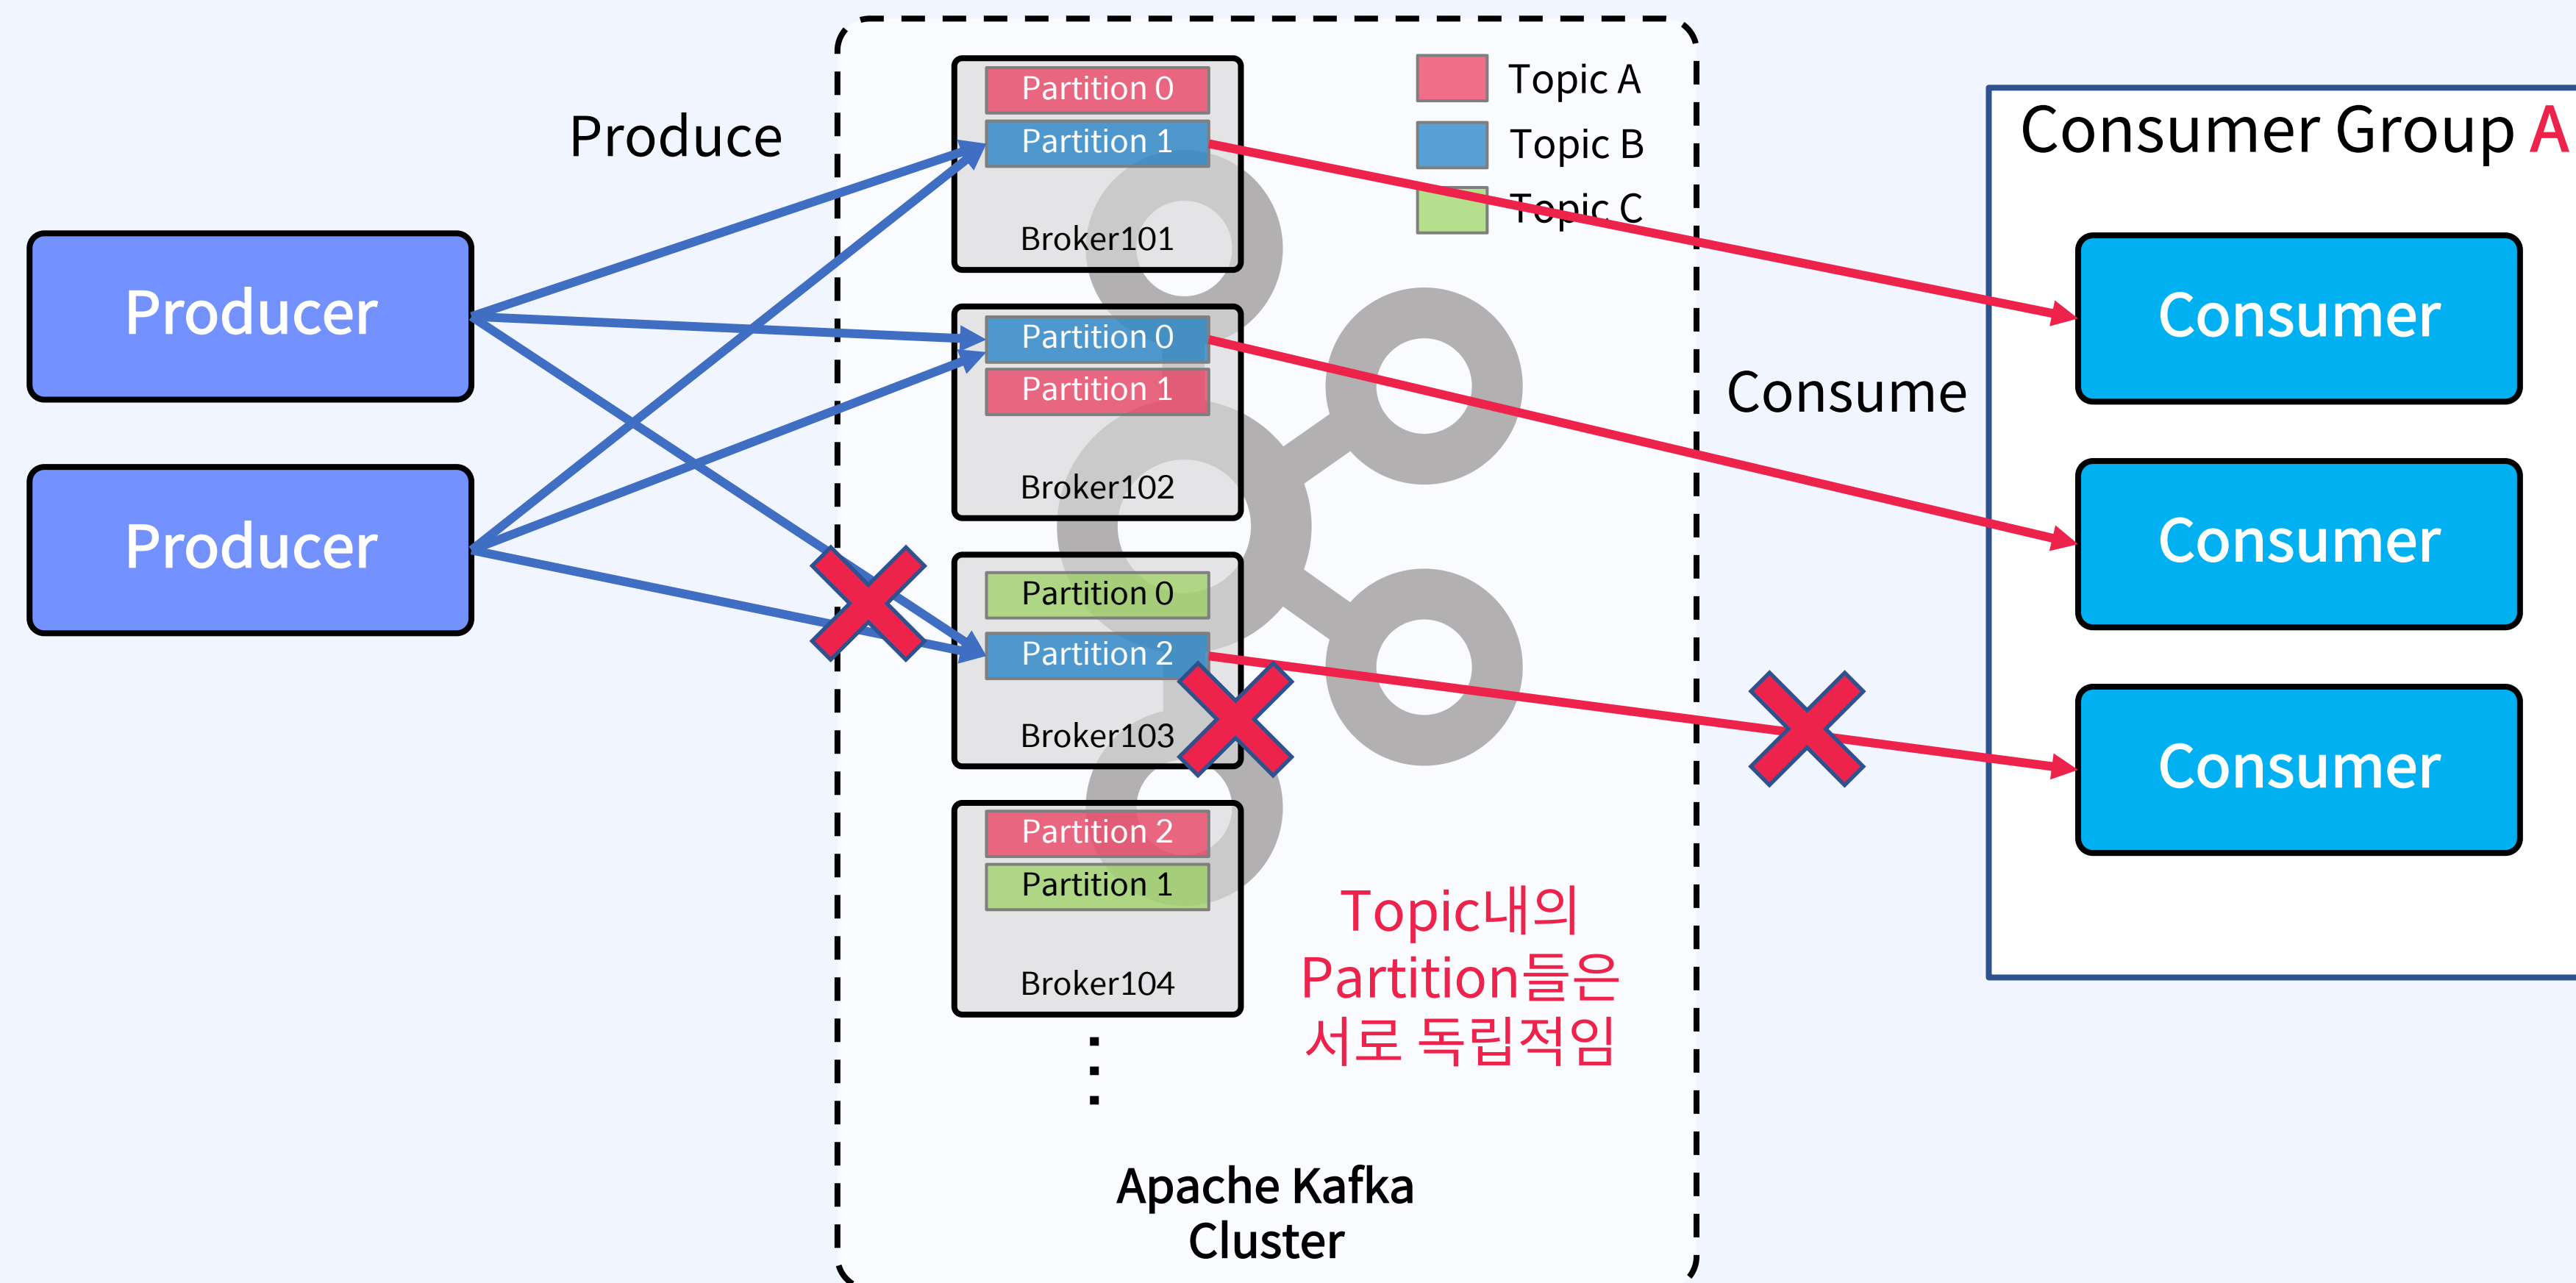 Produce
Producer
Producer
Partition 0
Partition 1
Broker101
Partition 0
Partition 1
Broker102
Partition 0
Partition 2
Broker103
Partition 2
Partition 1
Broker104
Topic A
Topic B
Topic C
Topic내의
Partition들은
서로 독립적임
Apache Kafka
Cluster
Consume
Consumer Group A
Consumer
Consumer
Consumer